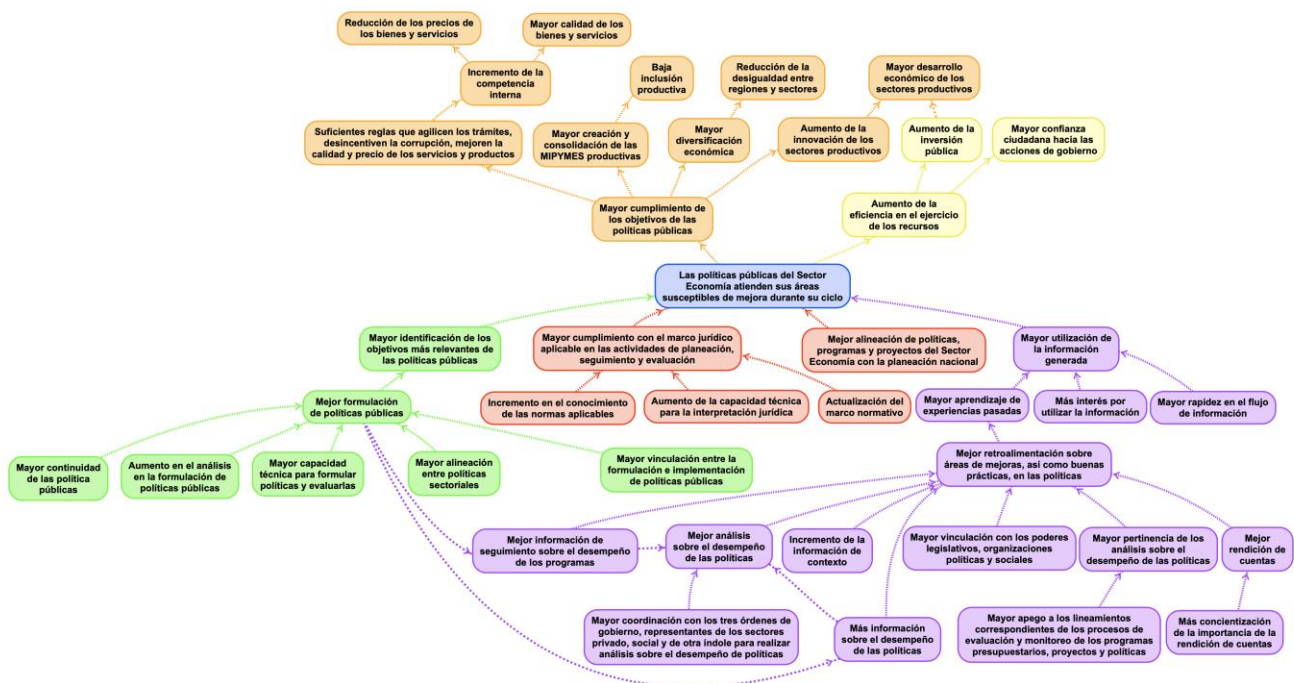 Reducción de los precios de
los bienes y servicios
Mayor calidad de los
bienes y servicios
Incremento de la
competencia
interna
Baja
inclusión
productiva
Reducción de la
desigualdad entre
regiones y sectores
Mayor desarrollo
económico de los
sectores productivos
Suficientes reglas que agilicen los trámites,
desincentiven la corrupción, mejoren la
calidad y precio de los servicios y productos
Mayor creación y
consolidación de las
MIPYMES productivas
Mayor
diversificación
económica
Aumento de la
innovación de los
sectores productivos
Aumento de la
inversión
pública
Mayor confianza
ciudadana hacia las
acciones de gobierno
Mayor cumplimiento de
los objetivos de las
políticas públicas
Aumento de la
eficiencia en el ejercicio
de los recursos
Las políticas públicas del Sector
Economía atienden sus áreas
susceptibles de mejora durante su ciclo
Mayor identificación de los
objetivos más relevantes de
las políticas públicas
Mayor cumplimiento con el marco jurídico
aplicable en las actividades de planeación,
seguimiento y evaluación
Mejor alineación de políticas,
programas y proyectos del Sector
Economía con la planeación nacional
Mayor utilización de
la información
generada
Mejor formulación
de políticas públicas
Incremento en el conocimiento
de las normas aplicables
Aumento de la capacidad técnica
para la interpretación jurídica
Actualización del
marco normativo
Mayor aprendizaje de
experiencias pasadas
Más interés por
utilizar la información
Mayor rapidez en el flujo
de información
Mayor continuidad
de las política
públicas
Aumento en el análisis
en la formulación de
políticas públicas
Mayor capacidad
técnica para formular
políticas y evaluarlas
Mayor alineación
entre políticas
sectoriales
Mayor vinculación entre la
formulación e implementación
de políticas públicas
Mejor retroalimentación sobre
áreas de mejoras, así como buenas
prácticas, en las políticas
Mejor información de
seguimiento sobre el desempeño
de los programas
Mejor análisis
sobre el desempeño
de las políticas
Incremento de la
información de
contexto
Mayor vinculación con los poderes
legislativos, organizaciones
políticas y sociales
Mayor pertinencia de los
análisis sobre el
desempeño de las políticas
Mejor
rendición de
cuentas
Mayor coordinación con los tres órdenes de
gobierno, representantes de los sectores
privado, social y de otra índole para realizar
análisis sobre el desempeño de políticas
Más información
sobre el desempeño
de las políticas
Mayor apego a los lineamientos
correspondientes de los procesos de
evaluación y monitoreo de los programas
presupuestarios, proyectos y políticas
Más concientización
de la importancia de la
rendición de cuentas